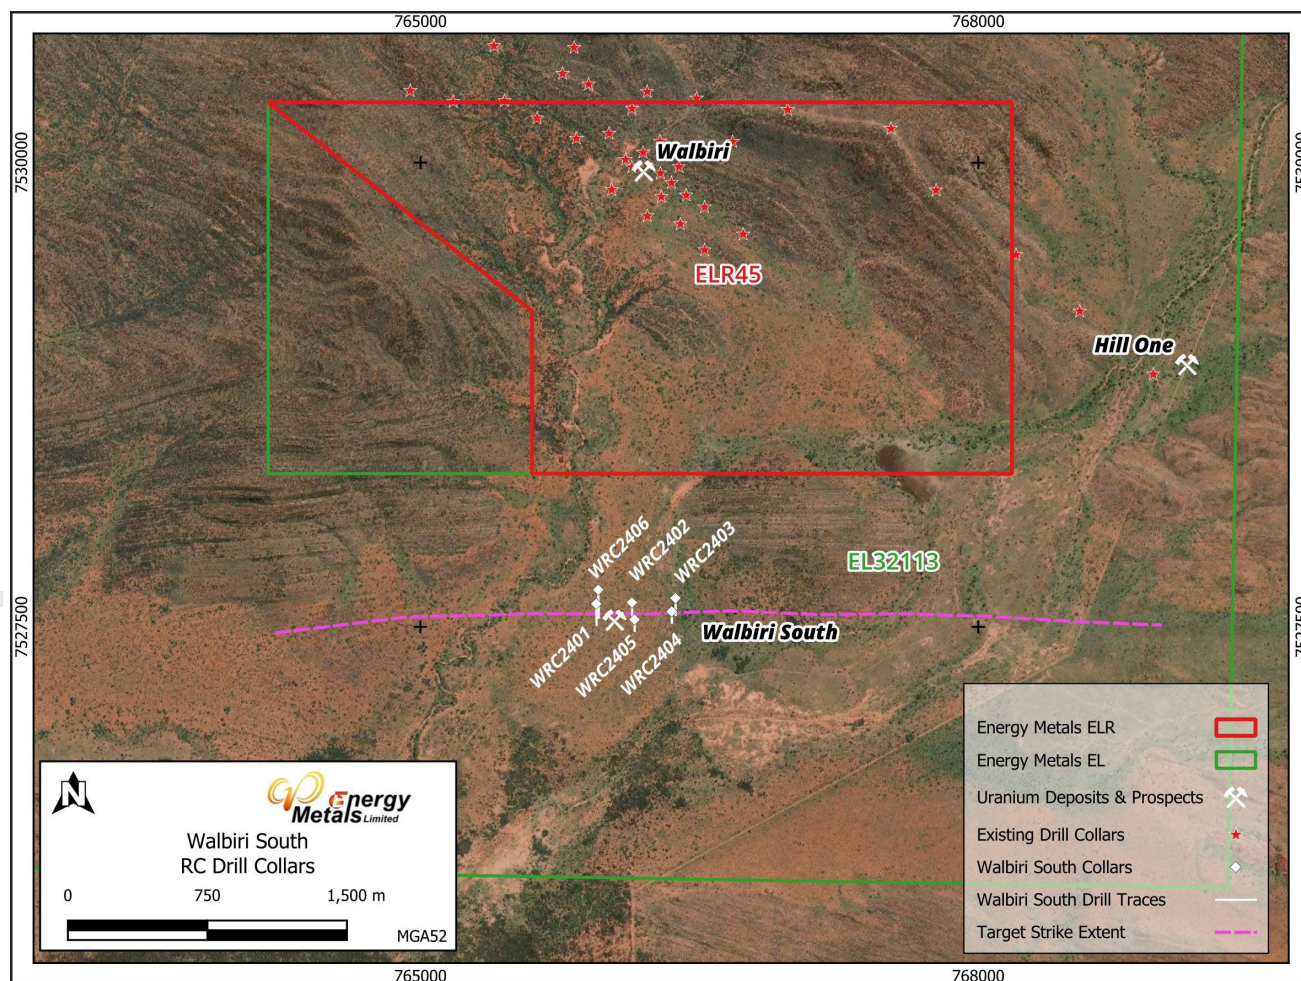 765000
768000
7530000
7530000
Walbiri
ELR45
Hill One
WRC2406
WRC2402
WRC2403
EL32113
7527500
7527500
Walbiri South
WRC2401
WRC2405
WRC2404
Energy Metals ELR
Energy Metals EL
Uranium Deposits & Prospects
Existing Drill Collars
Walbiri South Collars
Walbiri South Drill Traces
Target Strike Extent
N
Energy
Metals Limited
Walbiri South
RC Drill Collars
0 750 1,500 m
MGA52
765000
768000